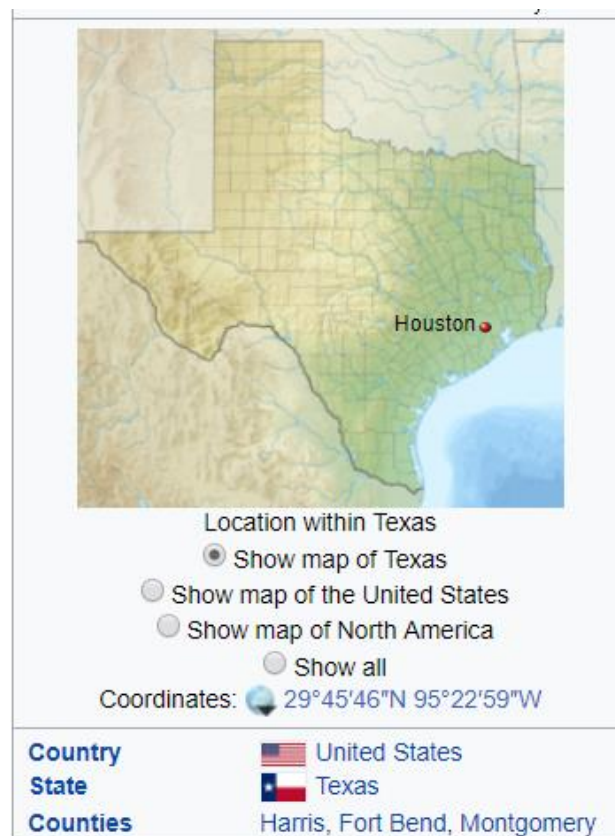 Houston
Location within Texas
Show map of Texas
Show map of the United States
Show map of North America
Show all
Coordinates: 29°45′46″N 95°22′59″W
Country United States
State Texas
Counties Harris, Fort Bend, Montgomery